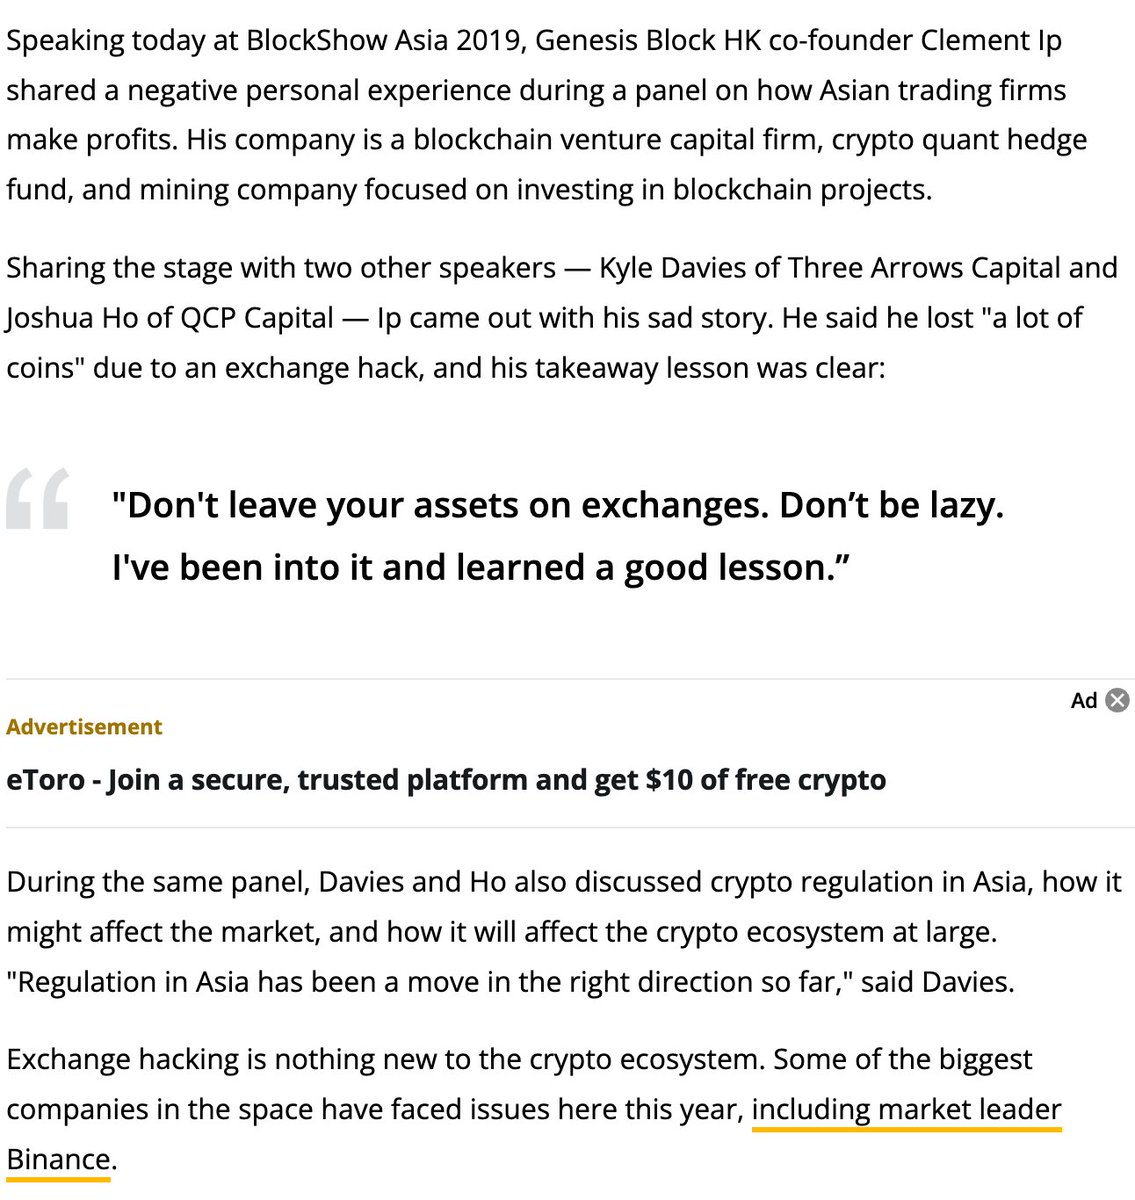 Speaking today at BlockShow Asia 2019, Genesis Block HK co-founder Clement Ip
shared a negative personal experience during a panel on how Asian trading firms
make profits. His company is a blockchain venture capital firm, crypto quant hedge
fund, and mining company focused on investing in blockchain projects.
Sharing the stage with two other speakers — Kyle Davies of Three Arrows Capital and
Joshua Ho of QCP Capital — Ip came out with his sad story. He said he lost "a lot of
coins" due to an exchange hack, and his takeaway lesson was clear:
"Don't leave your assets on exchanges. Don’t be lazy.
I've been into it and learned a good lesson.”
Ad
Advertisement
eToro - Join a secure, trusted platform and get $10 of free crypto
During the same panel, Davies and Ho also discussed crypto regulation in Asia, how it
might affect the market, and how it will affect the crypto ecosystem at large.
"Regulation in Asia has been a move in the right direction so far," said Davies.
Exchange hacking is nothing new to the crypto ecosystem. Some of the biggest
companies in the space have faced issues here this year, including market leader
Binance.